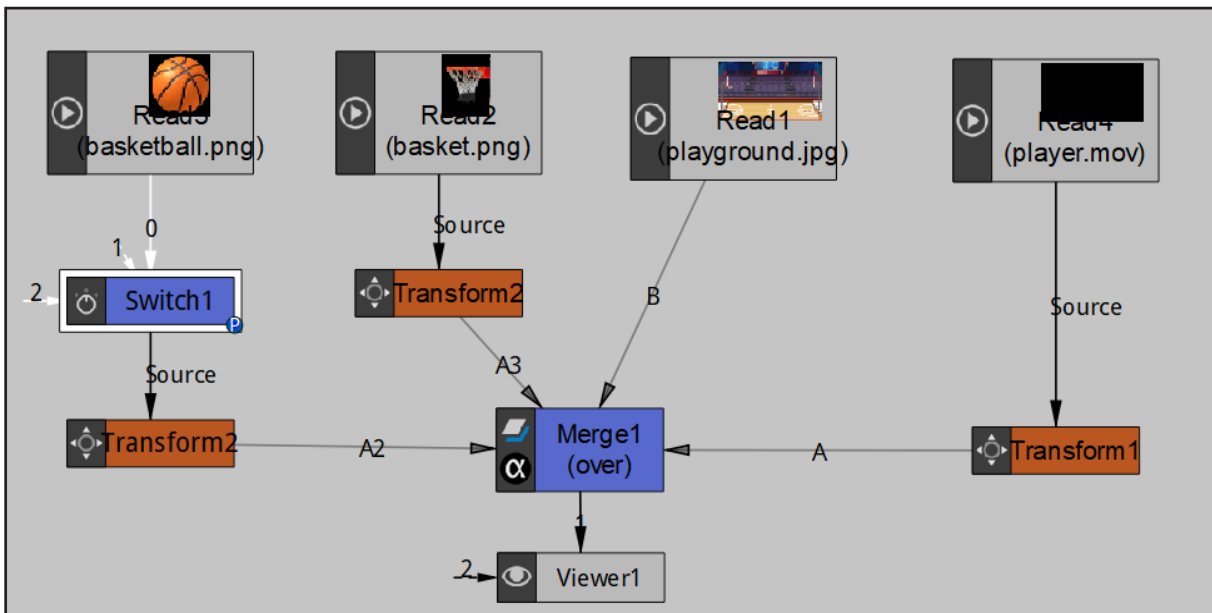 Read3
(basketball.png)
Read2
(basket.png)
Read1
(playground.jpg)
Read4
(player.mov)
0
1
2
Switch1
P
Source
Transform2
Source
Transform2
B
Source
A3
A2
Merge1
(over)
α
A
Transform1
1
2
Viewer1